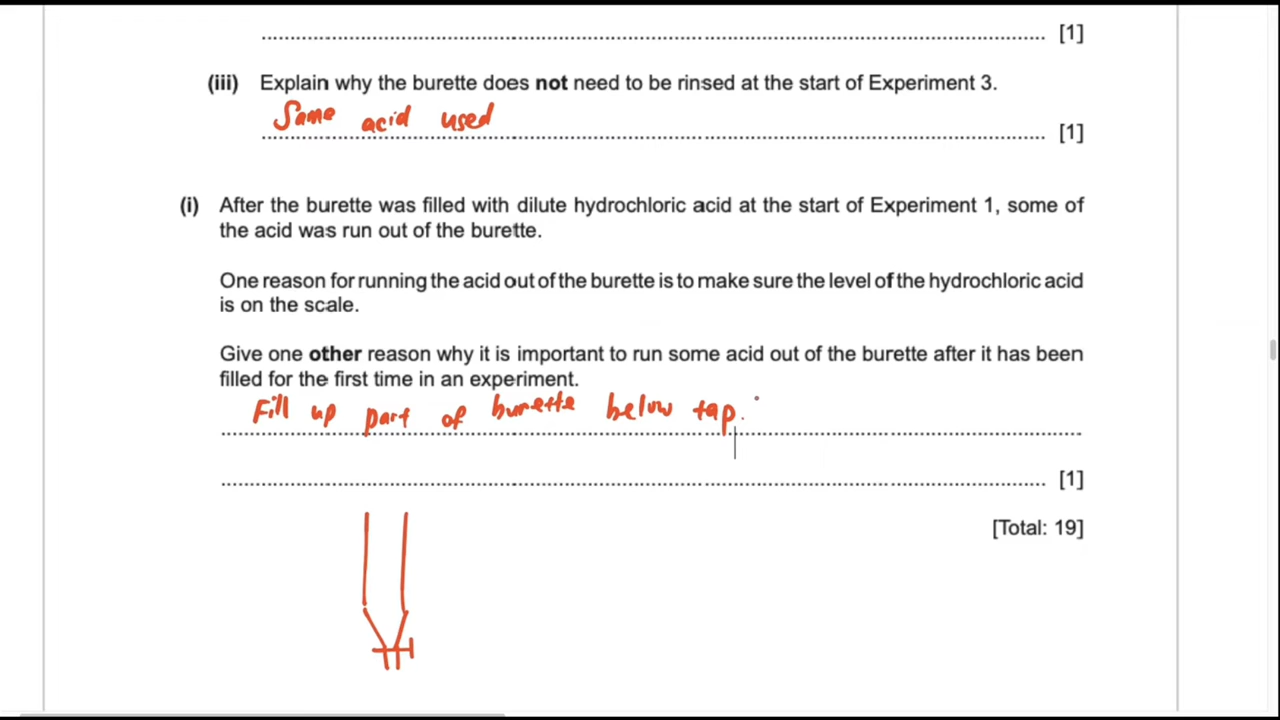 [1]
(iii) Explain why the burette does not need to be rinsed at the start of Experiment 3.
Same acid used
[1]
(i) After the burette was filled with dilute hydrochloric acid at the start of Experiment 1, some of
the acid was run out of the burette.
One reason for running the acid out of the burette is to make sure the level of the hydrochloric acid
is on the scale.
Give one other reason why it is important to run some acid out of the burette after it has been
filled for the first time in an experiment.
Fill up part of burette below tap.
[1]
[Total: 19]